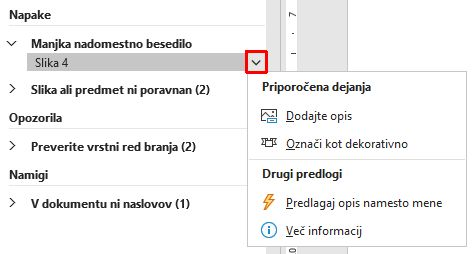 Napake
Manjka nadomestno besedilo
Slika 4
Slika ali predmet ni poravnan (2)
Opozorila
Preverite vrstni red branja (2)
Namigi
V dokumentu ni naslovov (1)
Priporočena dejanja
Dodajte opis
Označi kot dekorativno
Drugi predlogi
Predlagaj opis namesto mene
Več informacij